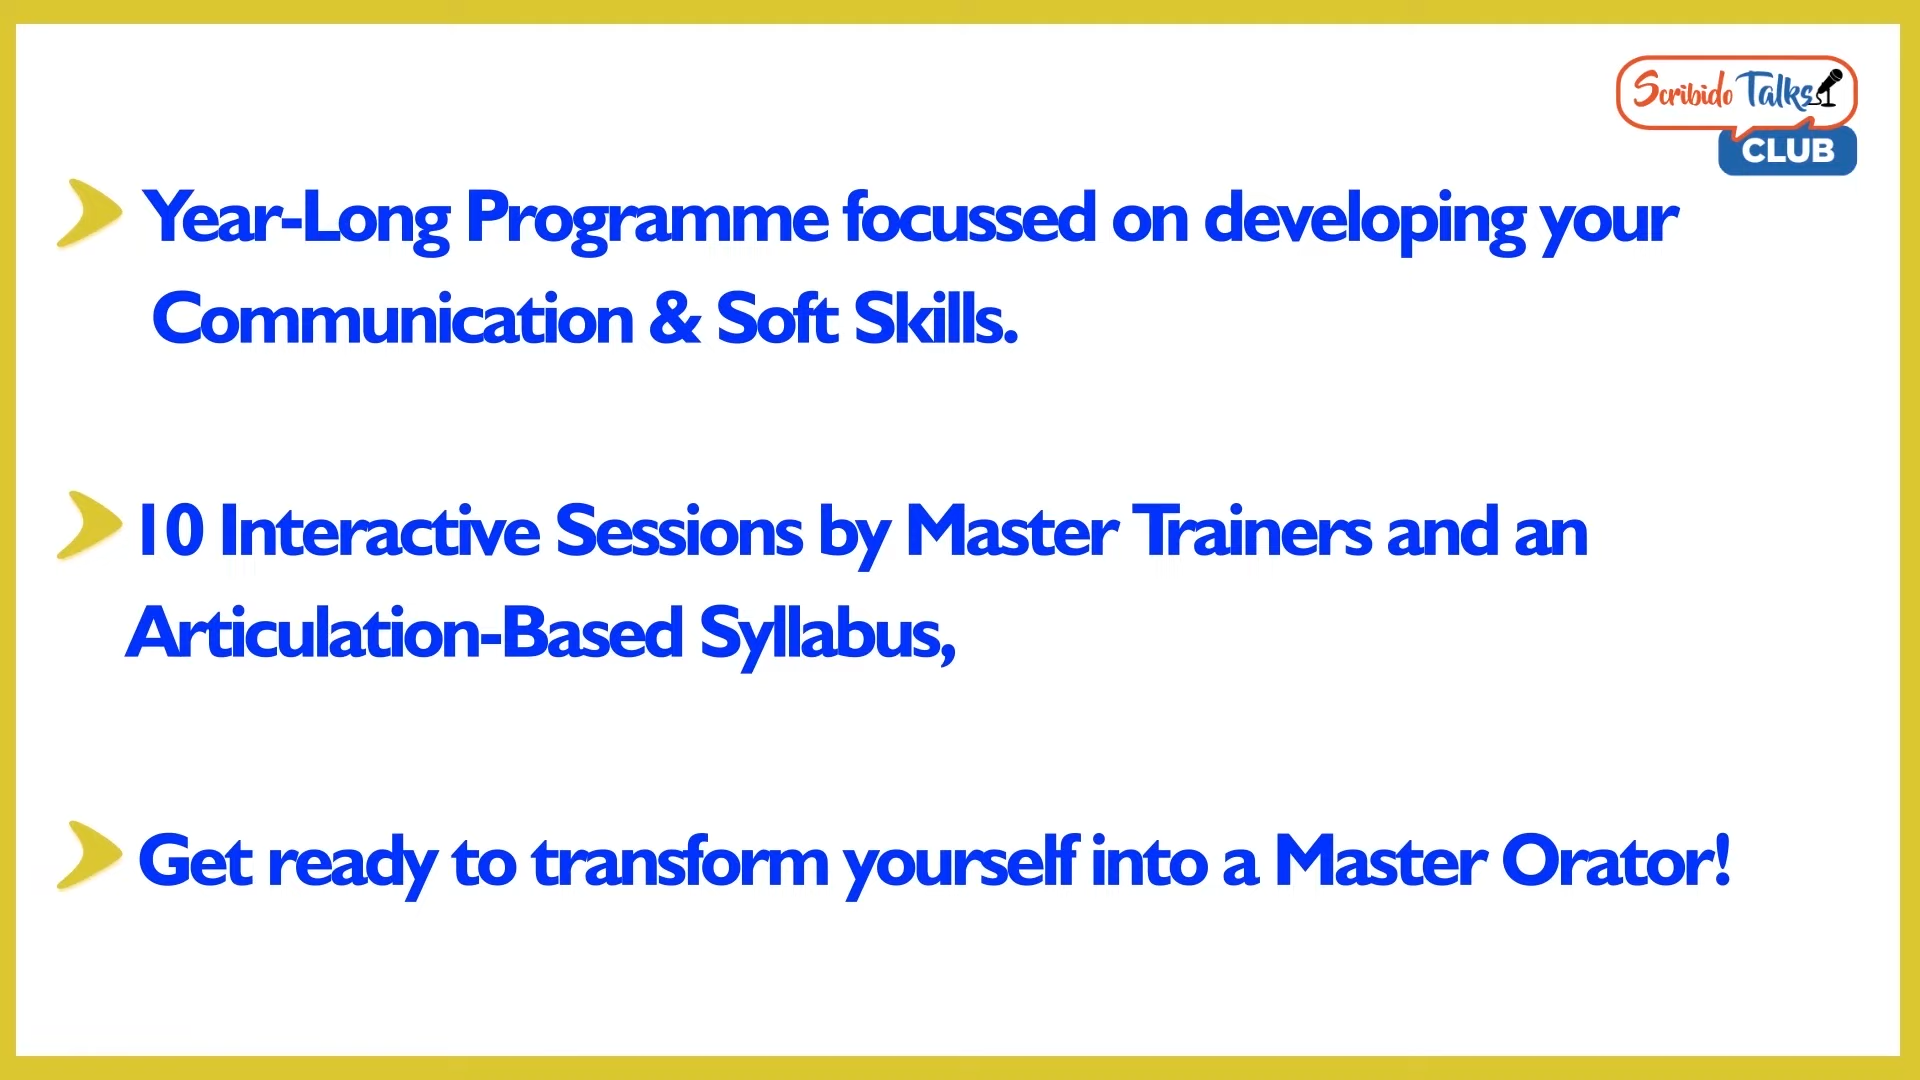 Scribido Talks
CLUB
Year-Long Programme focussed on developing your
Communication & Soft Skills.
10 Interactive Sessions by Master Trainers and an
Articulation-Based Syllabus,
Get ready to transform yourself into a Master Orator!